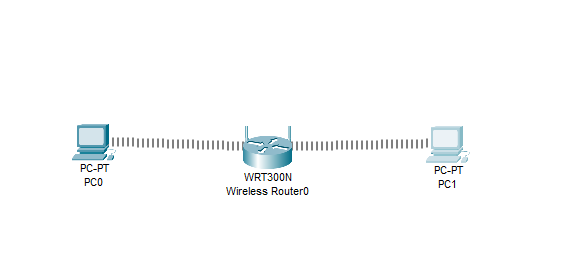 PC-PT
PC0
WRT300N
Wireless Router0
PC-PT
PC1